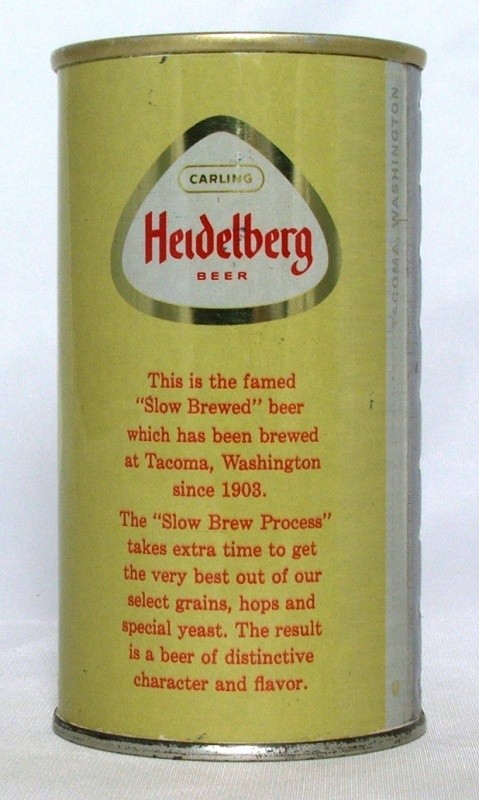 CARLING
Heidelberg
BEER
This is the famed
“Slow Brewed” beer
which has been brewed
at Tacoma, Washington
since 1903.
The “Slow Brew Process”
takes extra time to get
the very best out of our
select grains, hops and
special yeast. The result
is a beer of distinctive
character and flavor.
TACOMA, WASHINGTON